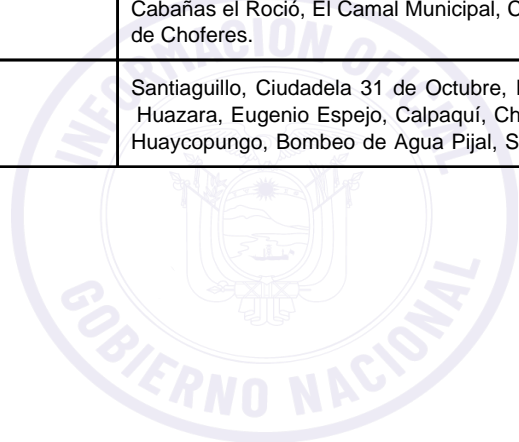 Cabañas el Roció, El Camal Municipal, C
de Choferes.
Santiaguillo, Ciudadela 31 de Octubre,
Huazara, Eugenio Espejo, Calpaquí, Ch
Huaycopungo, Bombeo de Agua Pijal, S
INFORMACIÓN OFICIAL
GOBIERNO NACIONAL